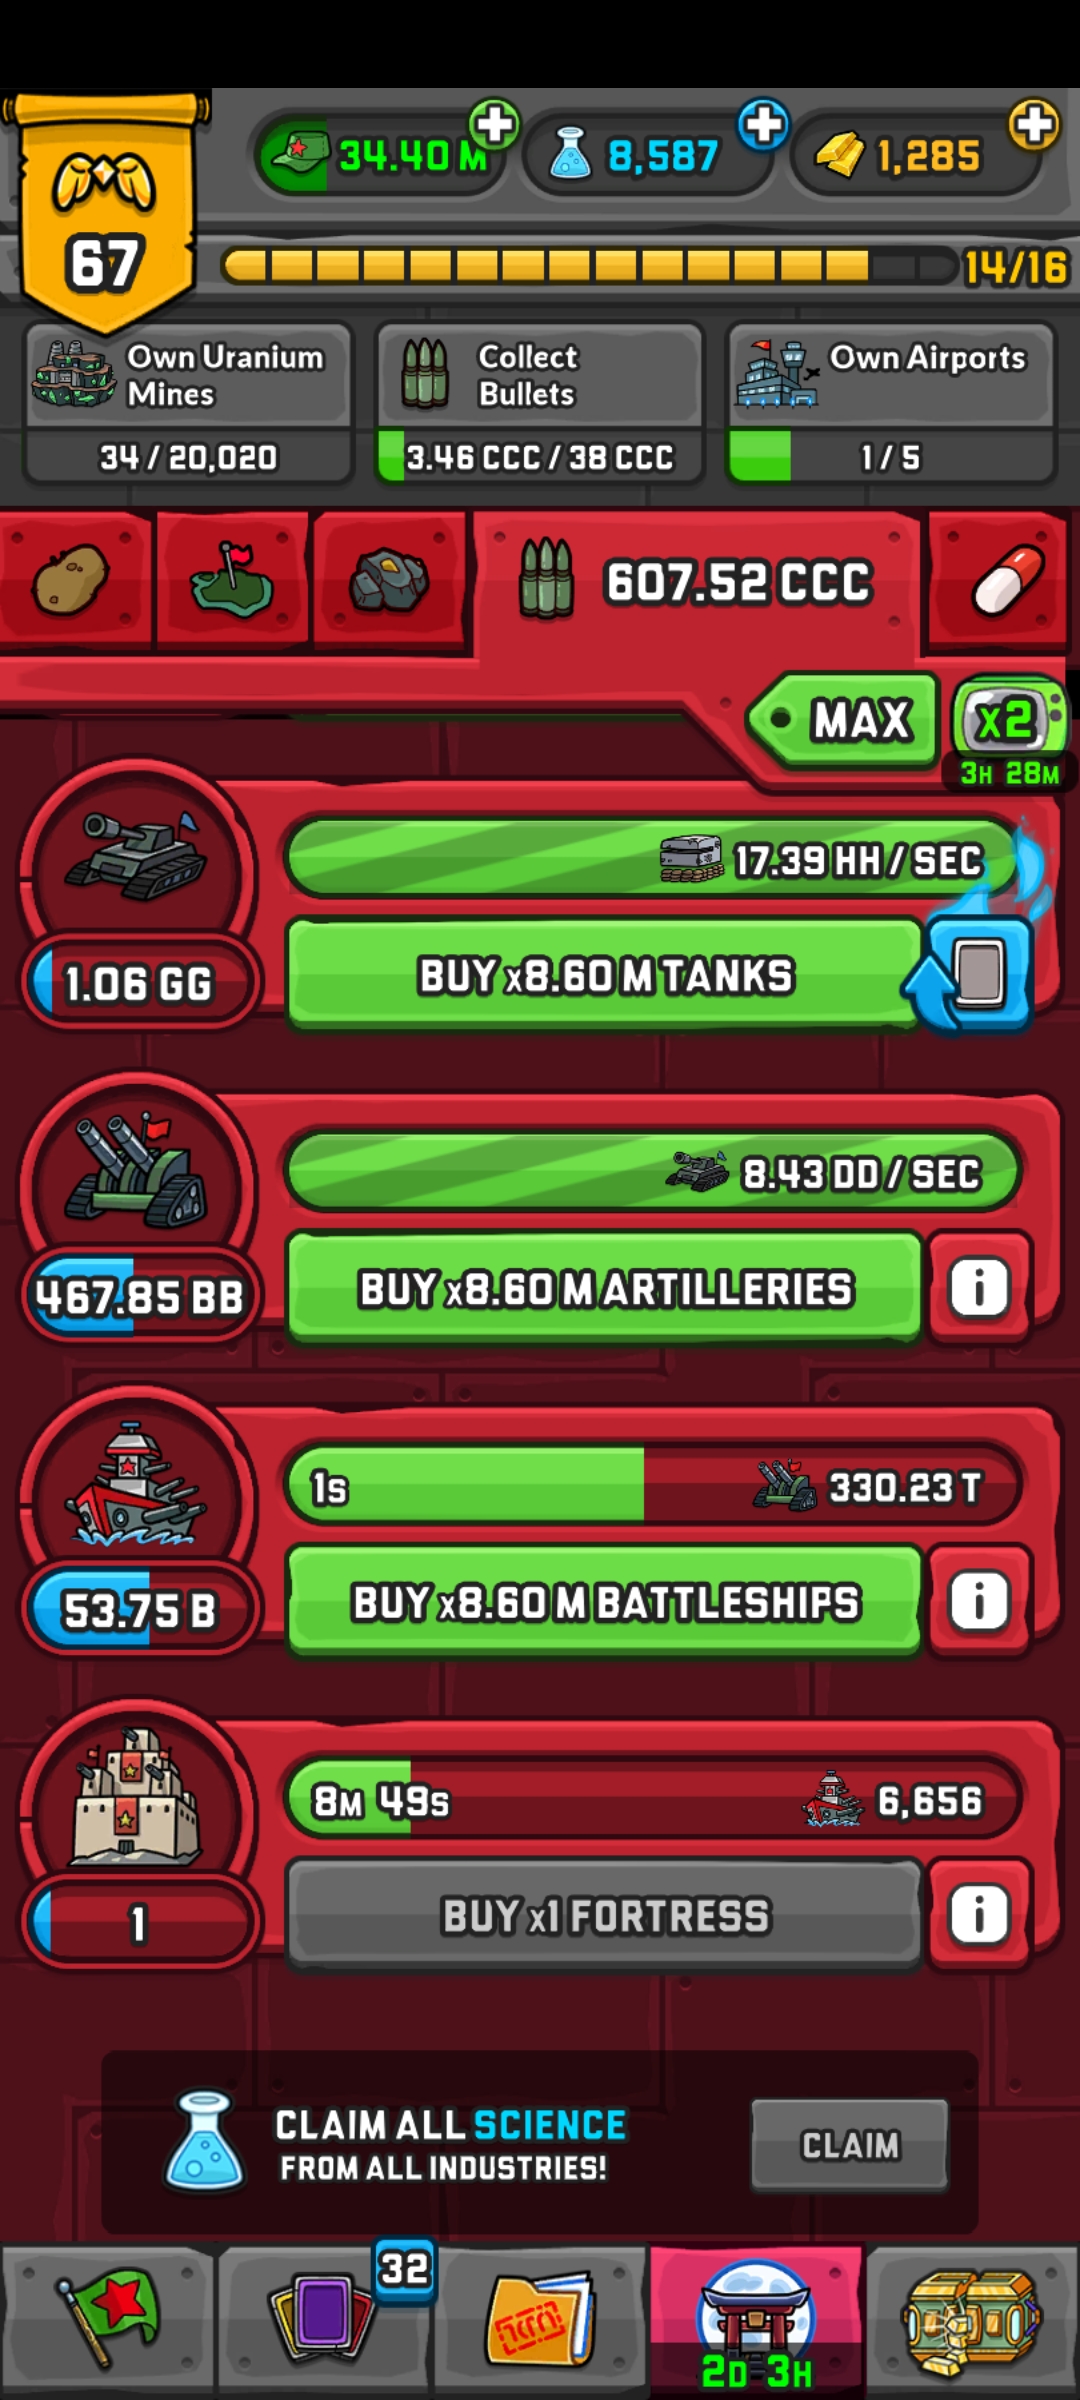 34.40 M
8,587
1,285
67
14/16
Own Uranium
Mines
34 / 20,020
Collect
Bullets
3.46 CCC / 38 CCC
Own Airports
1 / 5
607.52 CCC
MAX
x2
3H 28M
17.39 HH / SEC
BUY x8.60 M TANKS
1.06 GG
8.43 DD / SEC
BUY x8.60 M ARTILLERIES
467.85 BB
1S
330.23 T
BUY x8.60 M BATTLESHIPS
53.75 B
8M 49S
6,656
BUY x1 FORTRESS
1
CLAIM ALL SCIENCE
FROM ALL INDUSTRIES!
CLAIM
32
2D 3H